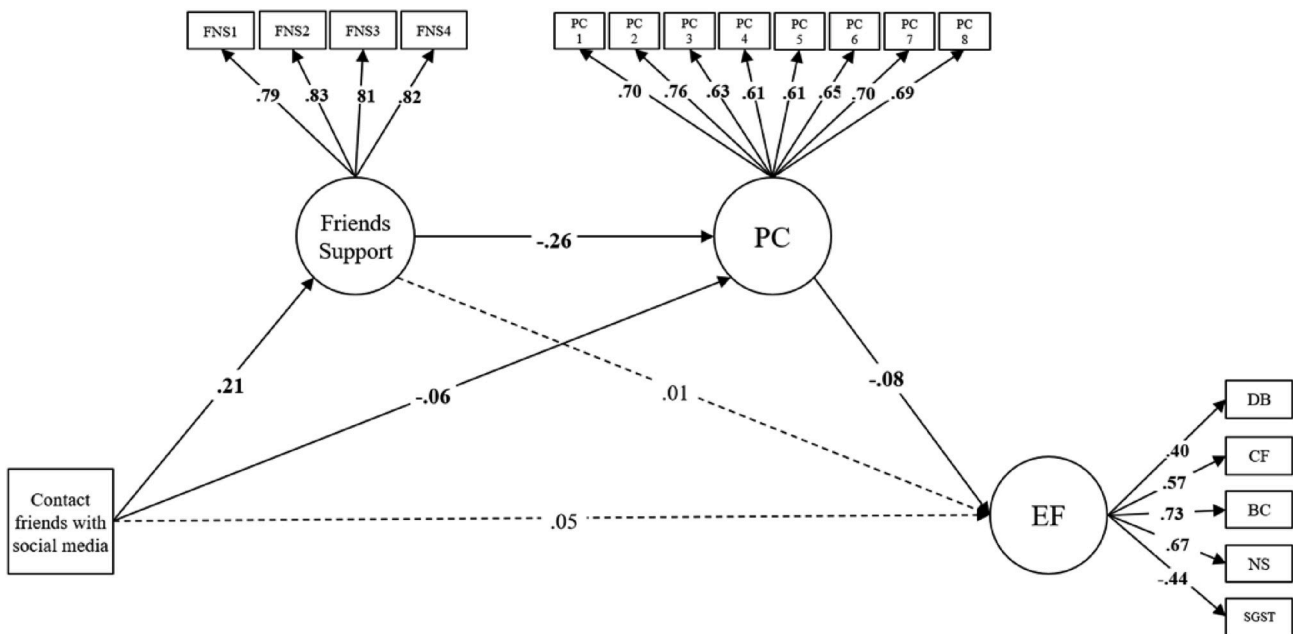 FNS1 FNS2 FNS3 FNS4
PC PC PC PC PC PC PC PC
1 2 3 4 5 6 7 8
.79 .83 81 .82
.70 .76 .63 .61 .61 .65 .70 .69
Friends
Support
-.26
PC
.21
-.06
.01
-.08
DB
.40
CF
.57
BC
.73
NS
.67
SGST
-.44
Contact
friends with
social media
.05
EF